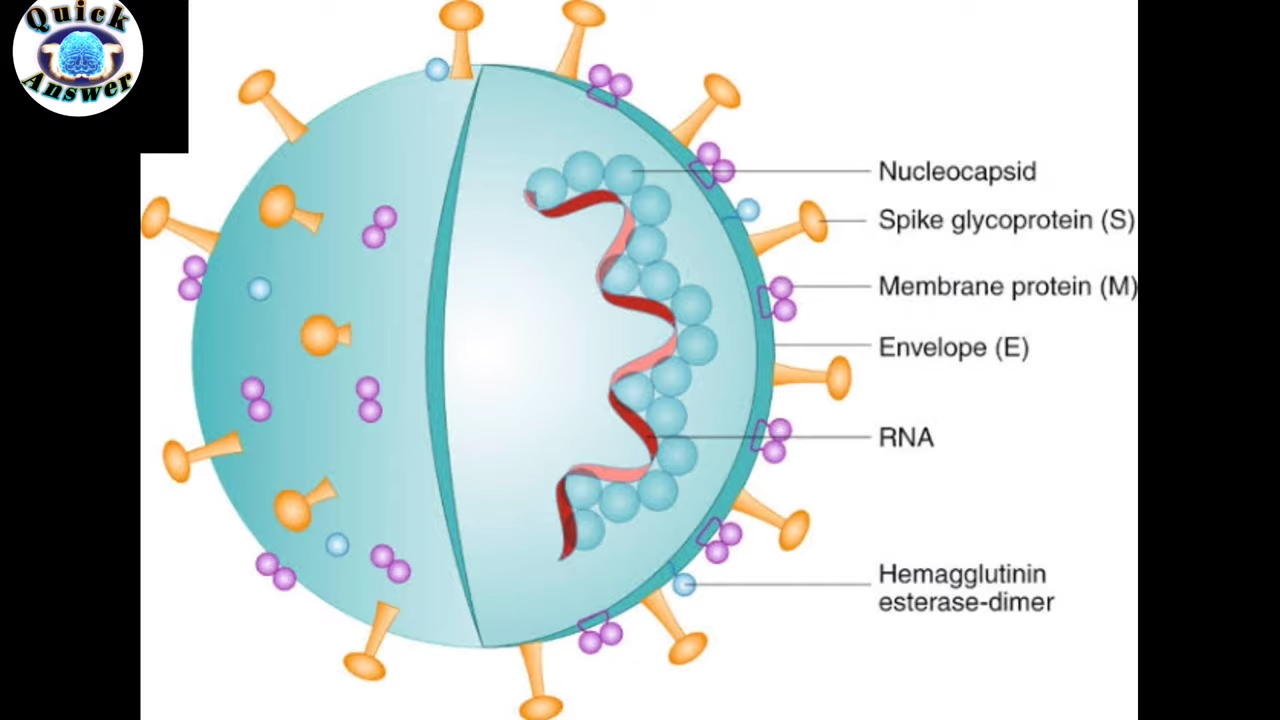 Quick
Answer
Nucleocapsid
Spike glycoprotein (S)
Membrane protein (M)
Envelope (E)
RNA
Hemagglutinin
esterase-dimer